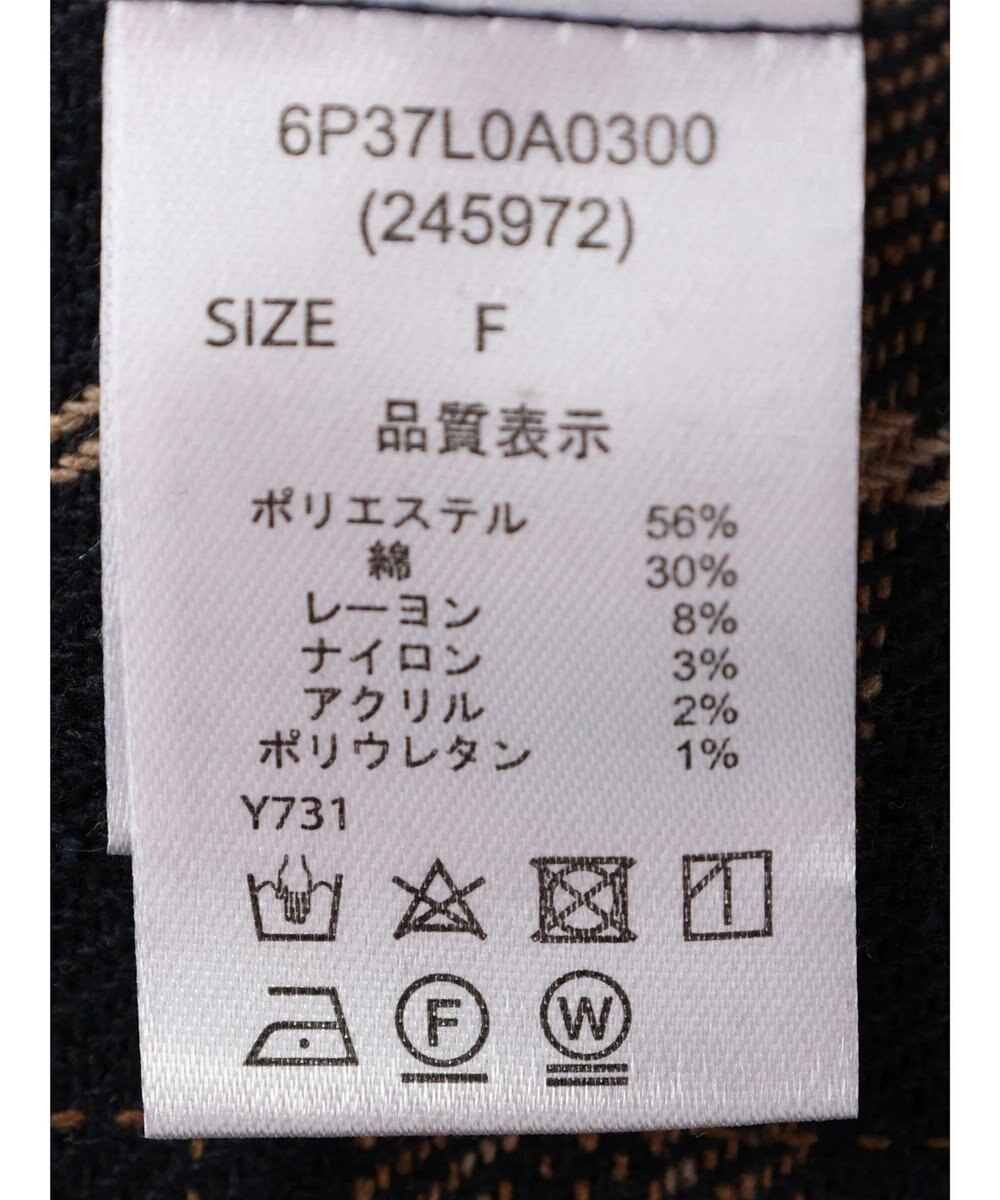 6P37L0A0300
(245972)
SIZE F
品質表示
ポリエステル 56%
綿 30%
レーヨン 8%
ナイロン 3%
アクリル 2%
ポリウレタン 1%
Y731
F W